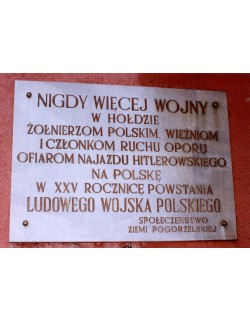 NIGDY WIĘCEJ WOJNY
W HOŁDZIE
ŻOŁNIERZOM POLSKIM, WIĘŹNIOM
I CZŁONKOM RUCHU OPORU
OFIAROM NAJAZDU HITLEROWSKIEGO
NA POLSKĘ
W XXV ROCZNICĘ POWSTANIA
LUDOWEGO WOJSKA POLSKIEGO
SPOŁECZEŃSTWO
ZIEMI POGORZELSKIEJ